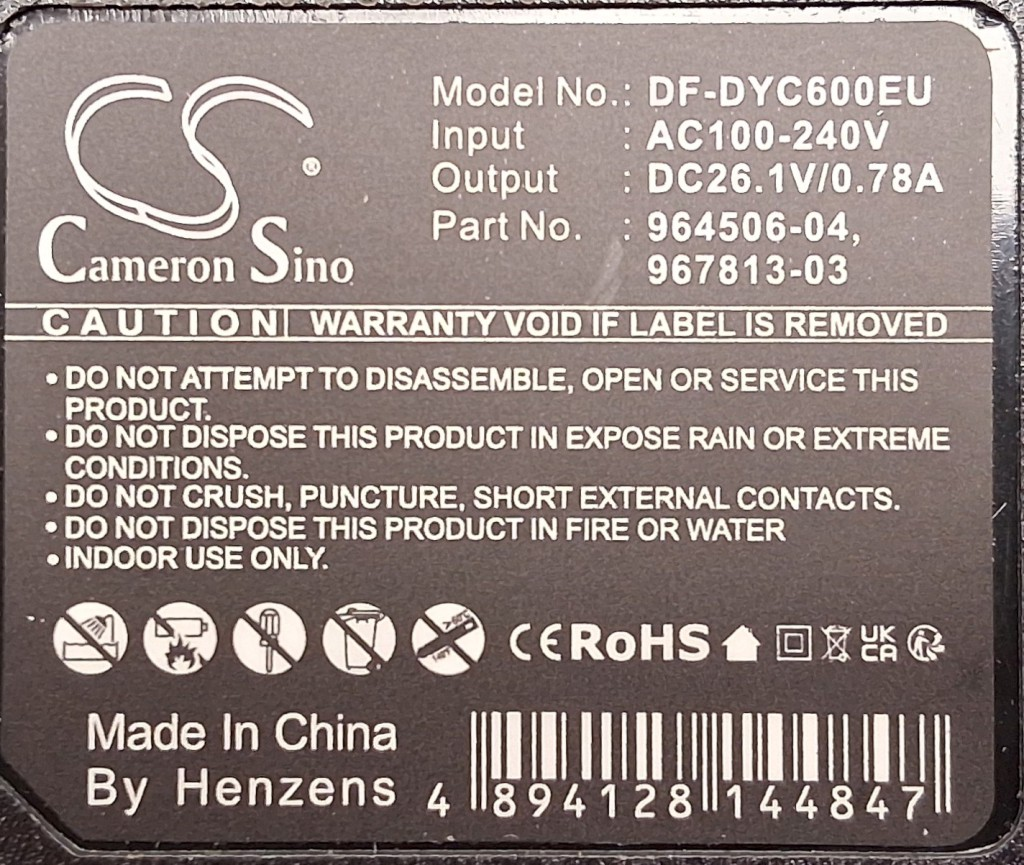 CS®
Cameron Sino
Model No.: DF-DYC600EU
Input : AC100-240V
Output : DC26.1V/0.78A
Part No. : 964506-04,
967813-03
CAUTION| WARRANTY VOID IF LABEL IS REMOVED
• DO NOT ATTEMPT TO DISASSEMBLE, OPEN OR SERVICE THIS
PRODUCT.
• DO NOT DISPOSE THIS PRODUCT IN EXPOSE RAIN OR EXTREME
CONDITIONS.
• DO NOT CRUSH, PUNCTURE, SHORT EXTERNAL CONTACTS.
• DO NOT DISPOSE THIS PRODUCT IN FIRE OR WATER
• INDOOR USE ONLY.
>60°C
140°F
CE RoHS UK
CA
Made In China
By Henzens
4 894128 144847